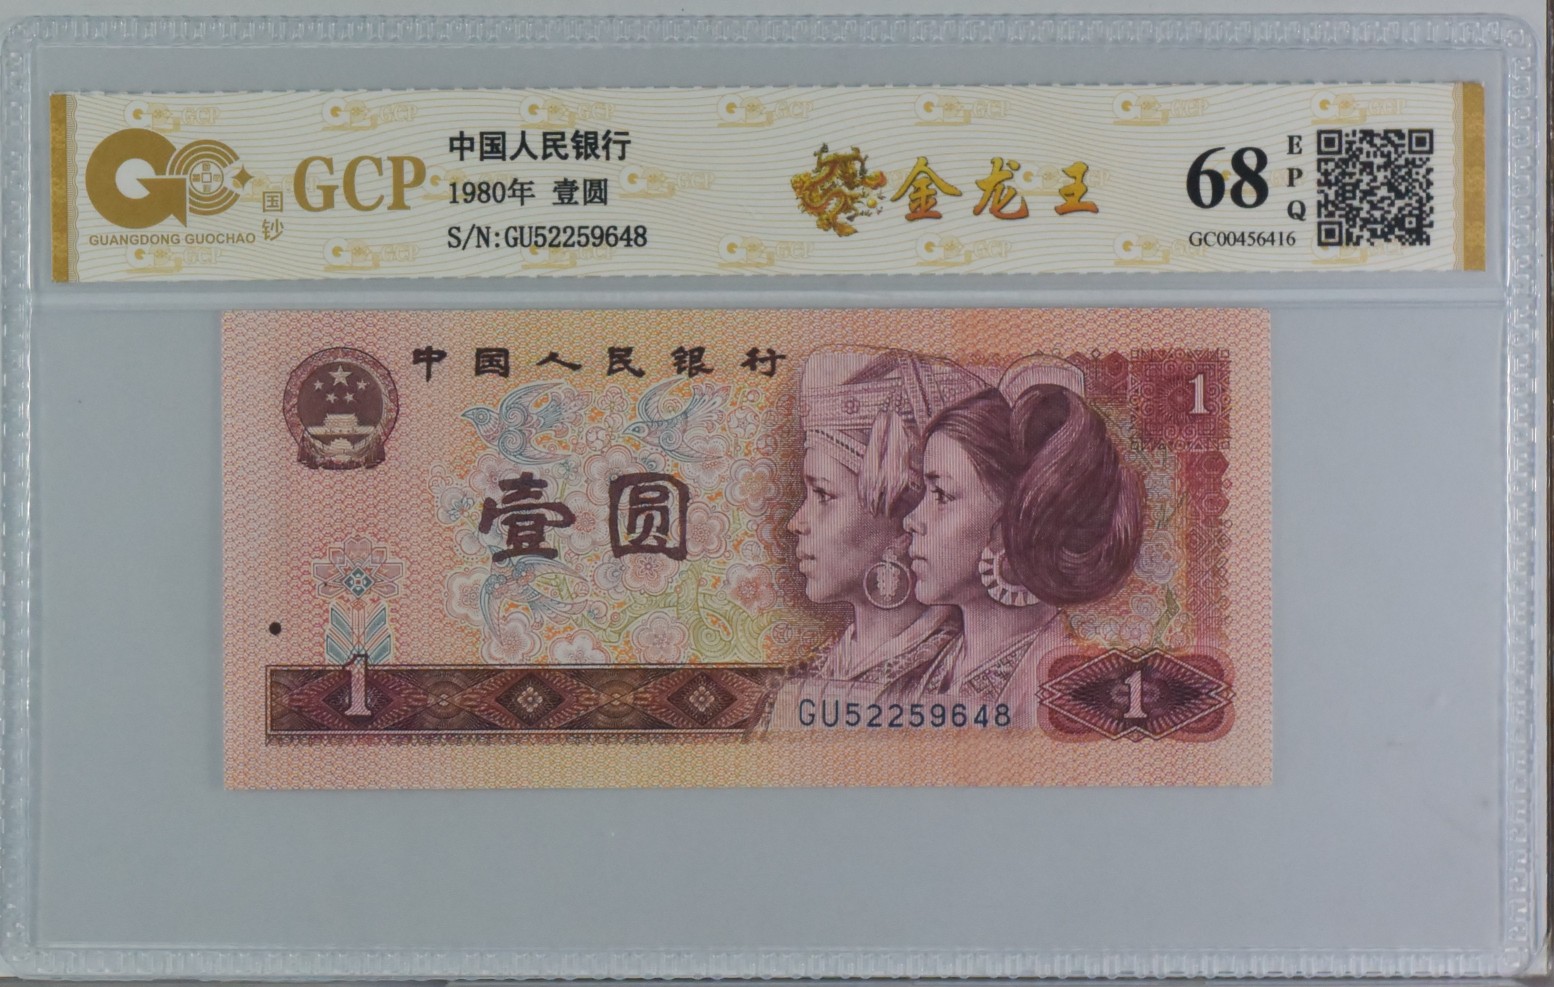 GCP
国钞
GUANGDONG GUOCHAO
中国人民银行
1980年 壹圆
S/N:GU52259648
金龙王
68
EPQ
GC00456416
中国人民银行
1
壹圆
1
GU52259648
1